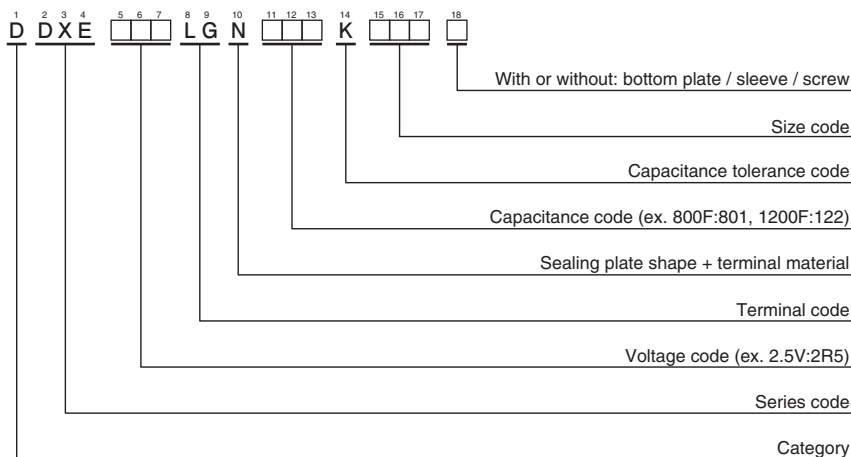 1 2 3 4 5 6 7 8 9 10 11 12 13 14 15 16 17 18
D D X E L G N K
With or without: bottom plate / sleeve / screw
Size code
Capacitance tolerance code
Capacitance code (ex. 800F:801, 1200F:122)
Sealing plate shape + terminal material
Terminal code
Voltage code (ex. 2.5V:2R5)
Series code
Category